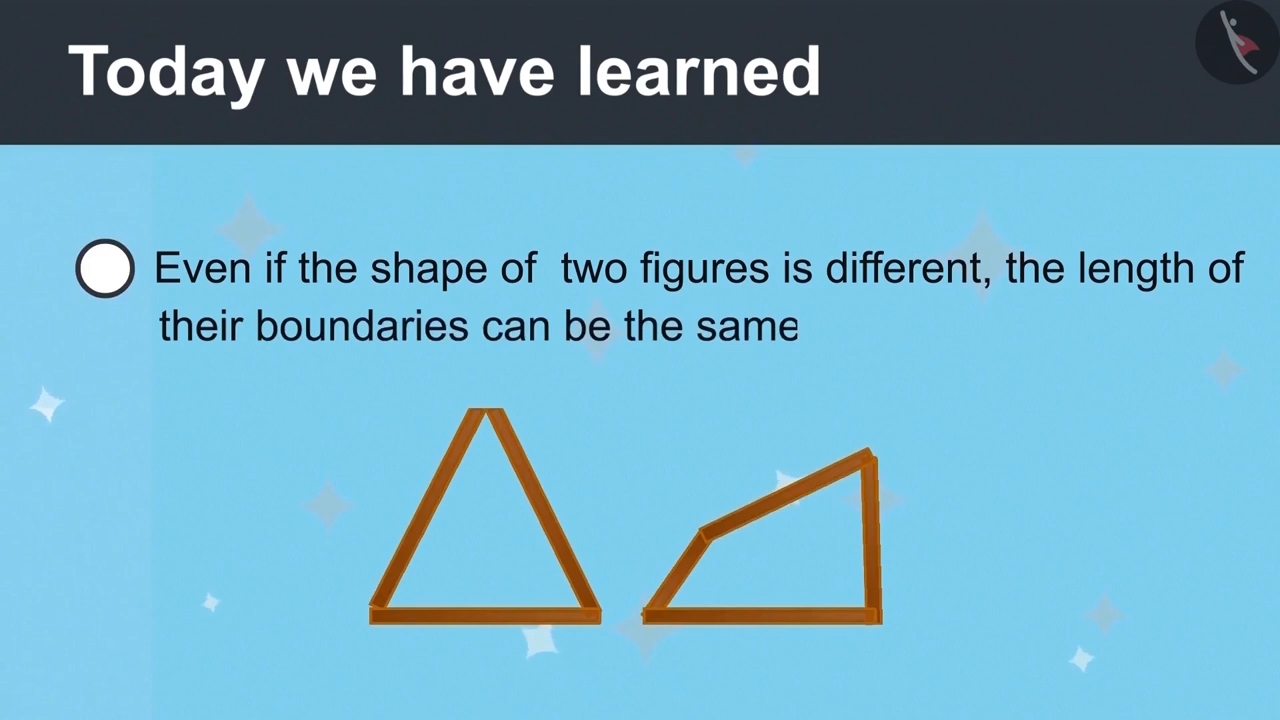 Today we have learned
Even if the shape of two figures is different, the length of
their boundaries can be the same